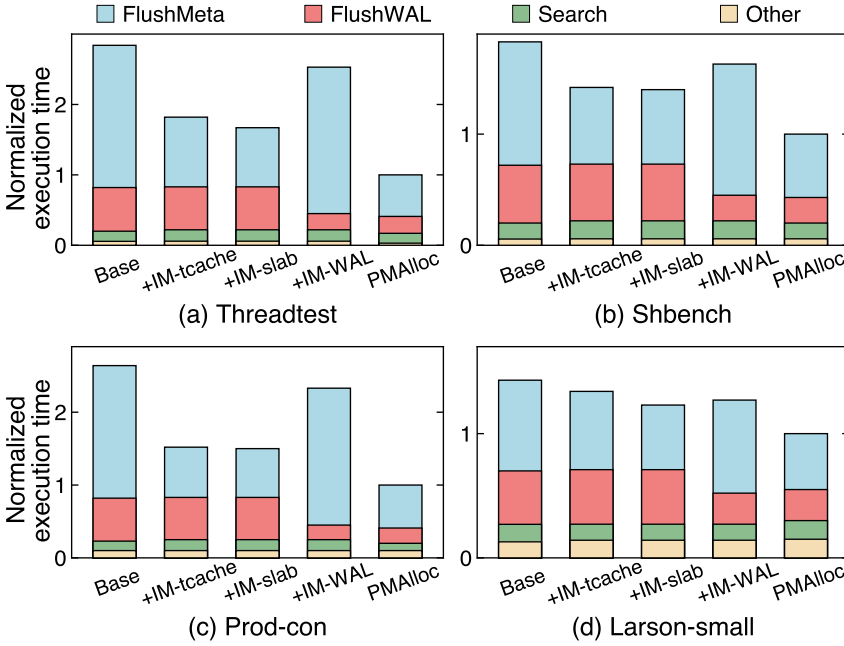 FlushMeta FlushWAL Search Other
Normalized
execution time
2
1
0
Base +IM-tcache +IM-slab +IM-WAL PMAlloc
(a) Threadtest
1
0
Base +IM-tcache +IM-slab +IM-WAL PMAlloc
(b) Shbench
Normalized
execution time
2
1
0
Base +IM-tcache +IM-slab +IM-WAL PMAlloc
(c) Prod-con
1
0
Base +IM-tcache +IM-slab +IM-WAL PMAlloc
(d) Larson-small